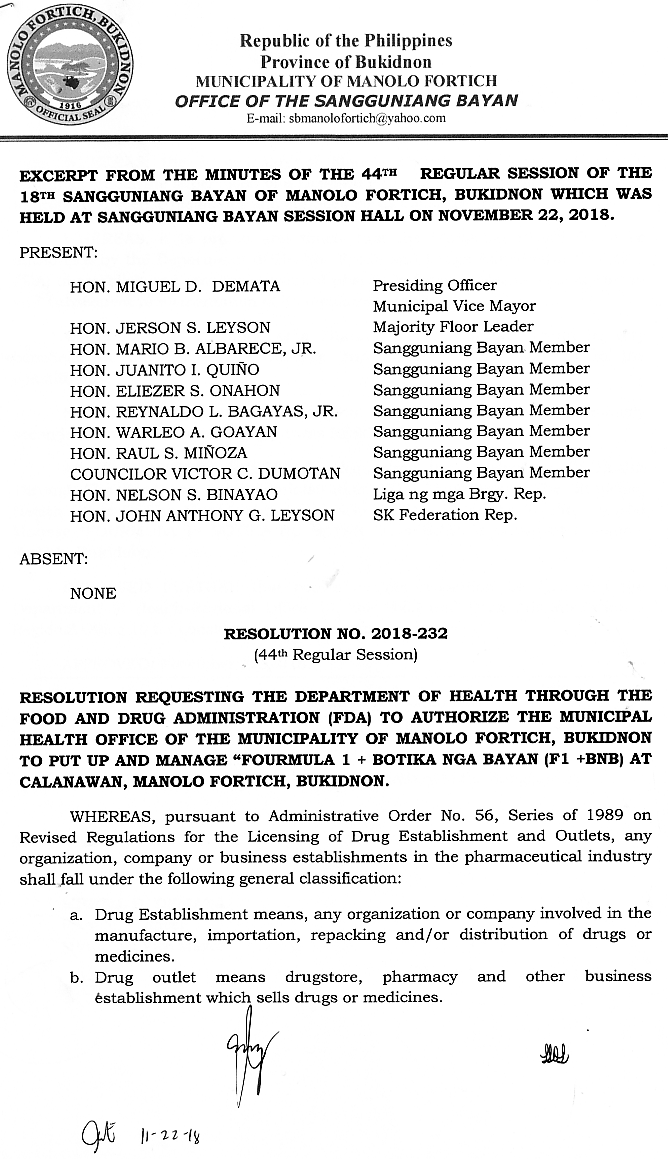 MANOLO FORTICH, BUKIDNON
1916
OFFICIAL SEAL
Republic of the Philippines
Province of Bukidnon
MUNICIPALITY OF MANOLO FORTICH
OFFICE OF THE SANGGUNIANG BAYAN
E-mail: sbmanolofortich@yahoo.com
EXCERPT FROM THE MINUTES OF THE 44TH REGULAR SESSION OF THE
18TH SANGGUNIANG BAYAN OF MANOLO FORTICH, BUKIDNON WHICH WAS
HELD AT SANGGUNIANG BAYAN SESSION HALL ON NOVEMBER 22, 2018.
PRESENT:
HON. MIGUEL D. DEMATA Presiding Officer
Municipal Vice Mayor
HON. JERSON S. LEYSON Majority Floor Leader
HON. MARIO B. ALBARECE, JR. Sangguniang Bayan Member
HON. JUANITO I. QUIÑO Sangguniang Bayan Member
HON. ELIEZER S. ONAHON Sangguniang Bayan Member
HON. REYNALDO L. BAGAYAS, JR. Sangguniang Bayan Member
HON. WARLEO A. GOAYAN Sangguniang Bayan Member
HON. RAUL S. MIÑOZA Sangguniang Bayan Member
COUNCILOR VICTOR C. DUMOTAN Sangguniang Bayan Member
HON. NELSON S. BINAYAO Liga ng mga Brgy. Rep.
HON. JOHN ANTHONY G. LEYSON SK Federation Rep.
ABSENT:
NONE
RESOLUTION NO. 2018-232
(44th Regular Session)
RESOLUTION REQUESTING THE DEPARTMENT OF HEALTH THROUGH THE
FOOD AND DRUG ADMINISTRATION (FDA) TO AUTHORIZE THE MUNICIPAL
HEALTH OFFICE OF THE MUNICIPALITY OF MANOLO FORTICH, BUKIDNON
TO PUT UP AND MANAGE “FOURMULA 1 + BOTIKA NGA BAYAN (F1 +BNB) AT
CALANAWAN, MANOLO FORTICH, BUKIDNON.
WHEREAS, pursuant to Administrative Order No. 56, Series of 1989 on
Revised Regulations for the Licensing of Drug Establishment and Outlets, any
organization, company or business establishments in the pharmaceutical industry
shall fall under the following general classification:
a. Drug Establishment means, any organization or company involved in the
manufacture, importation, repacking and/or distribution of drugs or
medicines.
b. Drug outlet means drugstore, pharmacy and other business
establishment which sells drugs or medicines.
11-22-18